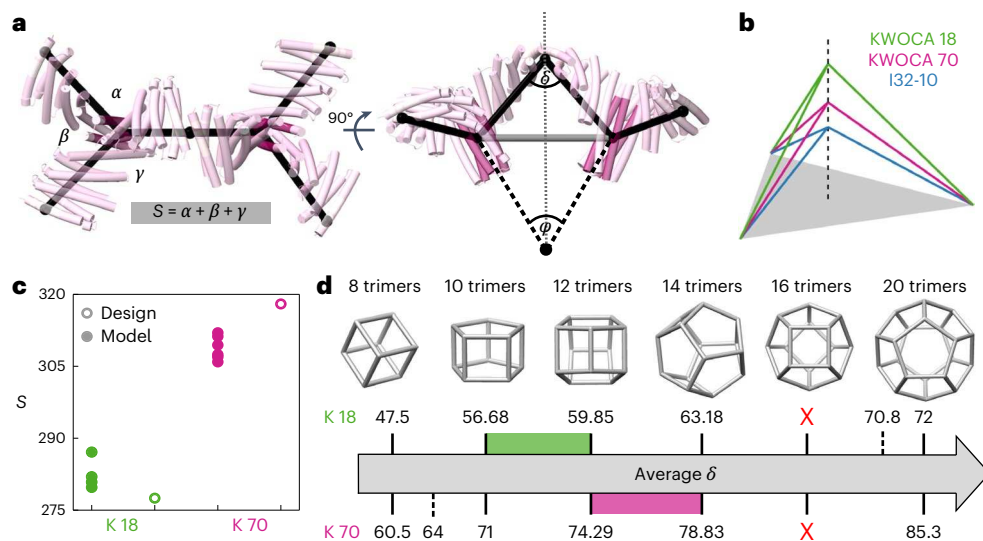 a
b
α
β
γ
S = α + β + γ
90°
δ
φ
KWOCA 18
KWOCA 70
I32-10
c
320
305
290
275
S
Design
Model
K 18
K 70
d
8 trimers 10 trimers 12 trimers 14 trimers 16 trimers 20 trimers
K 18 47.5 56.68 59.85 63.18 X 70.8 72
Average δ
K 70 60.5 64 71 74.29 78.83 X 85.3